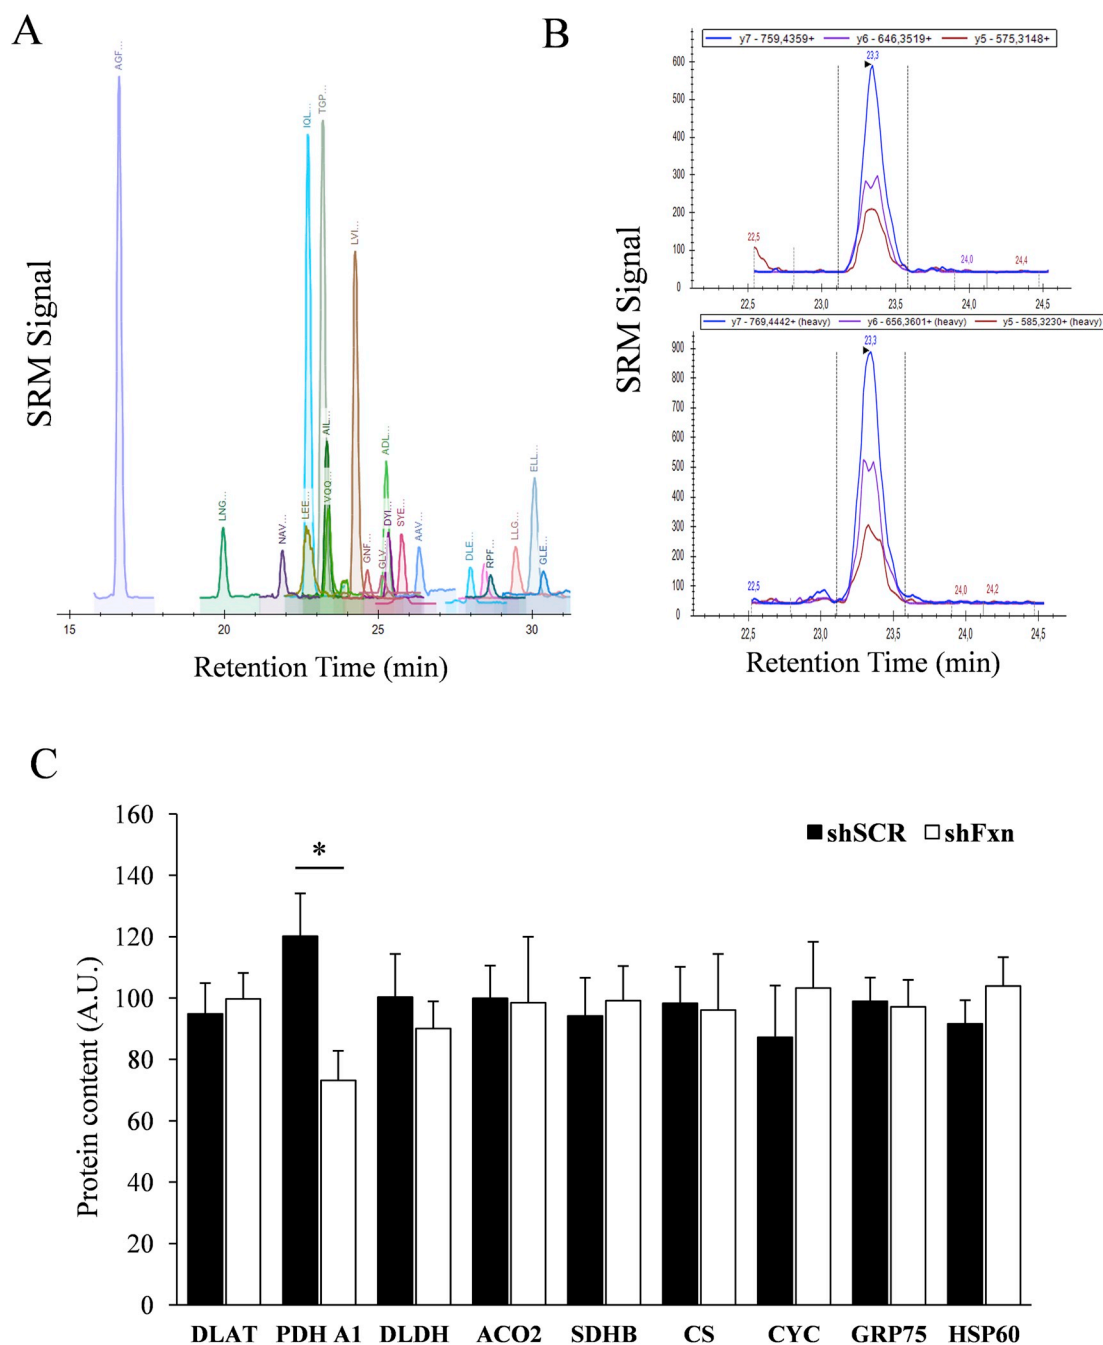 A
AGF...
IQL...
TGP...
LVI...
AIL...
VQQ...
LEE...
LNG...
NAV...
GNF...
GLV...
ADL...
DYI...
SYE...
AAV...
DLE...
RPF...
LLG...
ELL...
GLE...
SRM Signal
15 20 25 30
Retention Time (min)
B
y7 - 759,4359+ y6 - 646,3519+ y5 - 575,3148+
23,3
600
500
400
300
200
100
0
22,5
24,0
24,4
22,5 23,0 23,5 24,0 24,5
SRM Signal
y7 - 769,4442+ (heavy) y6 - 656,3601+ (heavy) y5 - 585,3230+ (heavy)
23,3
900
800
700
600
500
400
300
200
100
0
22,5
24,0
24,2
22,5 23,0 23,5 24,0 24,5
Retention Time (min)
C
160
140
120
100
80
60
40
20
0
Protein content (A.U.)
*
shSCR shFxn
DLAT PDH A1 DLDH ACO2 SDHB CS CYC GRP75 HSP60